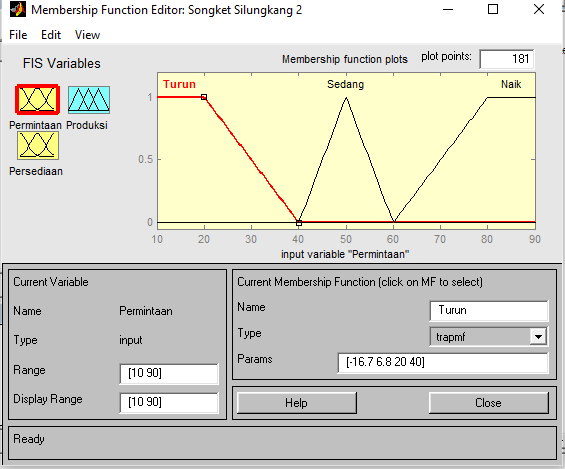 Membership Function Editor: Songket Silungkang 2
File Edit View
FIS Variables
Membership function plots plot points: 181
Permintaan Produksi
Persediaan
Turun Sedang Naik
1
0.5
0
10 20 30 40 50 60 70 80 90
input variable "Permintaan"
Current Variable
Name Permintaan
Type input
Range [10 90]
Display Range [10 90]
Current Membership Function (click on MF to select)
Name Turun
Type trapmf
Params [-16.7 6.8 20 40]
Help Close
Ready